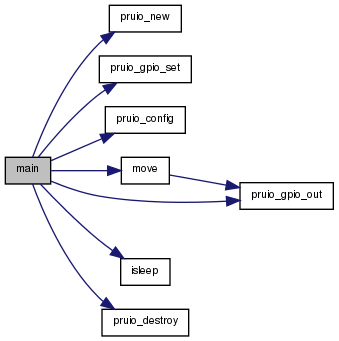 pruio_new
pruio_gpio_set
pruio_config
main
move
pruio_gpio_out
isleep
pruio_destroy